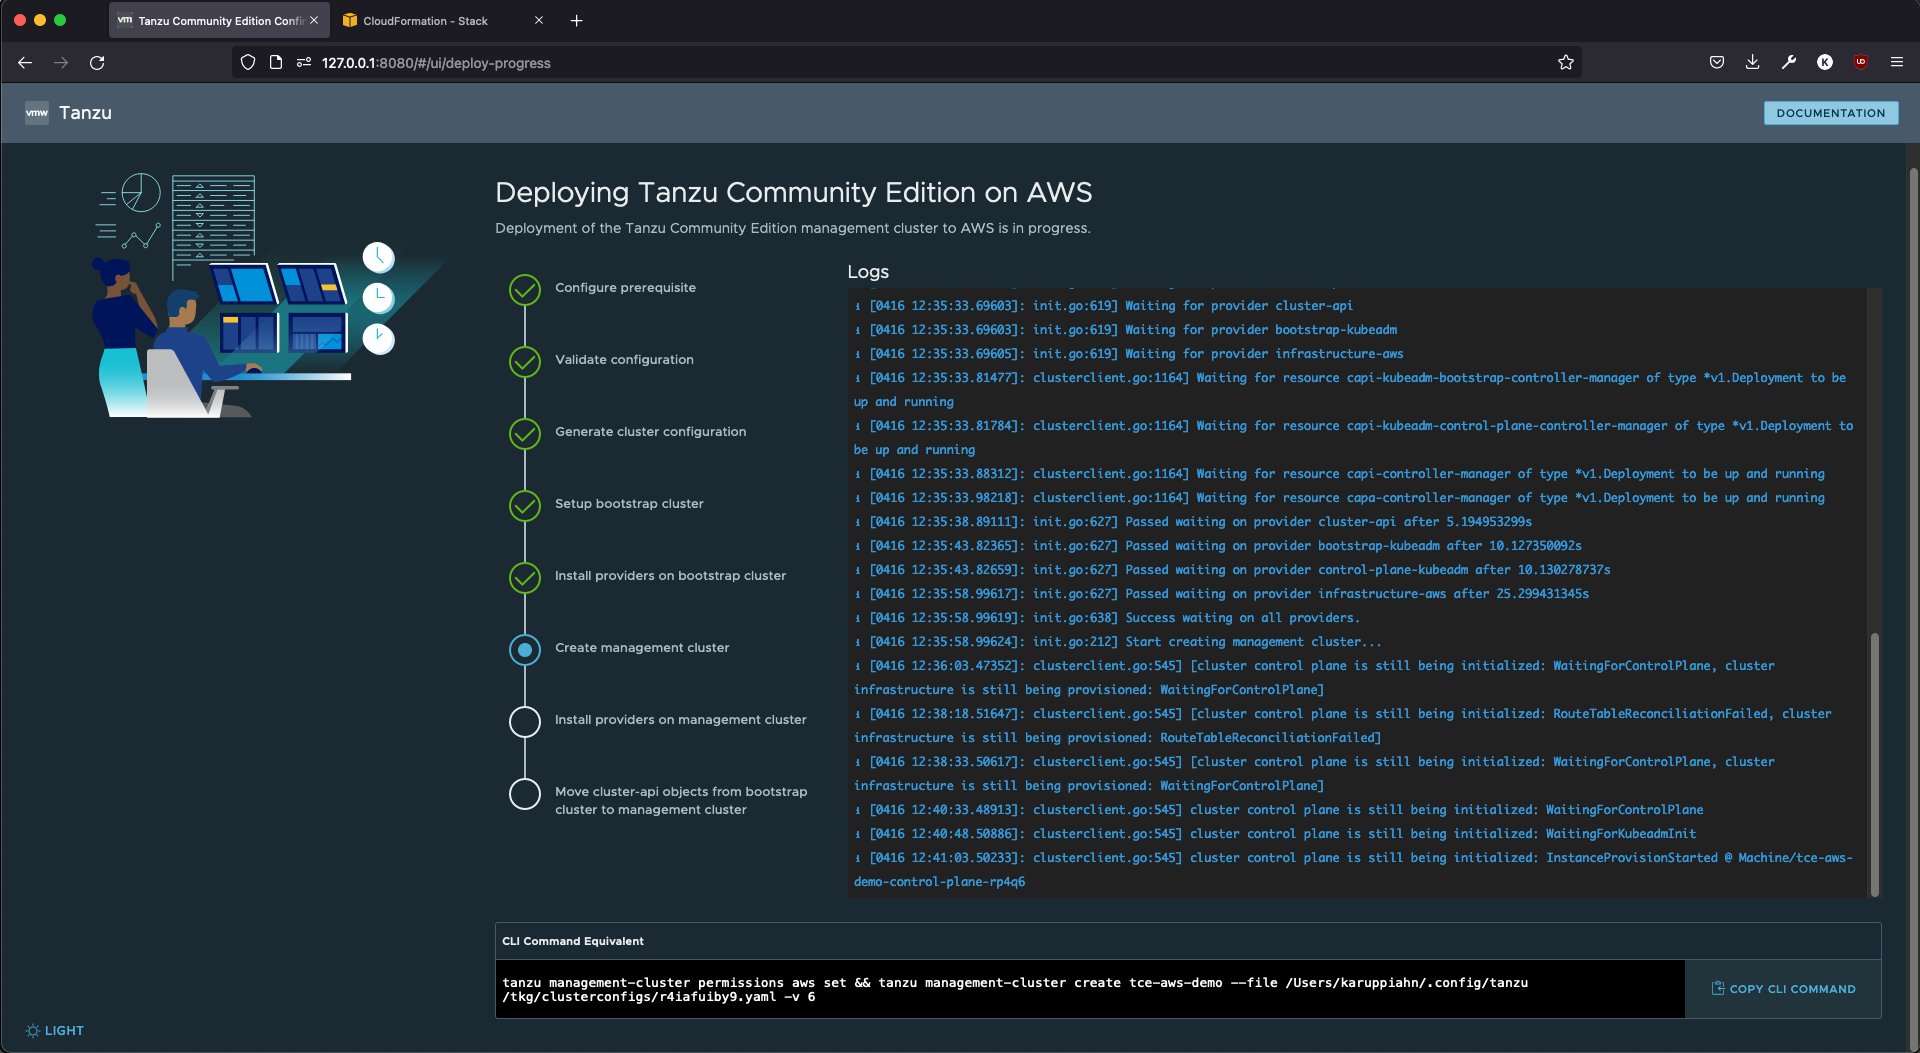 vm Tanzu Community Edition Confir
CloudFormation - Stack
127.0.0.1:8080/#/ui/deploy-progress
K
UD
vmw Tanzu
DOCUMENTATION
Deploying Tanzu Community Edition on AWS
Deployment of the Tanzu Community Edition management cluster to AWS is in progress.
Configure prerequisite
Validate configuration
Generate cluster configuration
Setup bootstrap cluster
Install providers on bootstrap cluster
Create management cluster
Install providers on management cluster
Move cluster-api objects from bootstrap
cluster to management cluster
Logs
i [0416 12:35:33.69603]: init.go:619] Waiting for provider cluster-api
i [0416 12:35:33.69603]: init.go:619] Waiting for provider bootstrap-kubeadm
i [0416 12:35:33.69605]: init.go:619] Waiting for provider infrastructure-aws
i [0416 12:35:33.81477]: clusterclient.go:1164] Waiting for resource capi-kubeadm-bootstrap-controller-manager of type *v1.Deployment to be
up and running
i [0416 12:35:33.81784]: clusterclient.go:1164] Waiting for resource capi-kubeadm-control-plane-controller-manager of type *v1.Deployment to
be up and running
i [0416 12:35:33.88312]: clusterclient.go:1164] Waiting for resource capi-controller-manager of type *v1.Deployment to be up and running
i [0416 12:35:33.98218]: clusterclient.go:1164] Waiting for resource capa-controller-manager of type *v1.Deployment to be up and running
i [0416 12:35:38.89111]: init.go:627] Passed waiting on provider cluster-api after 5.194953299s
i [0416 12:35:43.82365]: init.go:627] Passed waiting on provider bootstrap-kubeadm after 10.127350092s
i [0416 12:35:43.82659]: init.go:627] Passed waiting on provider control-plane-kubeadm after 10.130278737s
i [0416 12:35:58.99617]: init.go:627] Passed waiting on provider infrastructure-aws after 25.299431345s
i [0416 12:35:58.99619]: init.go:638] Success waiting on all providers.
i [0416 12:35:58.99624]: init.go:212] Start creating management cluster...
i [0416 12:36:03.47352]: clusterclient.go:545] [cluster control plane is still being initialized: WaitingForControlPlane, cluster
infrastructure is still being provisioned: WaitingForControlPlane]
i [0416 12:38:18.51647]: clusterclient.go:545] [cluster control plane is still being initialized: RouteTableReconciliationFailed, cluster
infrastructure is still being provisioned: RouteTableReconciliationFailed]
i [0416 12:38:33.50617]: clusterclient.go:545] [cluster control plane is still being initialized: WaitingForControlPlane, cluster
infrastructure is still being provisioned: WaitingForControlPlane]
i [0416 12:40:33.48913]: clusterclient.go:545] cluster control plane is still being initialized: WaitingForControlPlane
i [0416 12:40:48.50886]: clusterclient.go:545] cluster control plane is still being initialized: WaitingForKubeadmInit
i [0416 12:41:03.50233]: clusterclient.go:545] cluster control plane is still being initialized: InstanceProvisionStarted @ Machine/tce-aws-
demo-control-plane-rp4q6
CLI Command Equivalent
tanzu management-cluster permissions aws set && tanzu management-cluster create tce-aws-demo --file /Users/karuppiahn/.config/tanzu
/tkg/clusterconfigs/r4iafuiby9.yaml -v 6
COPY CLI COMMAND
LIGHT